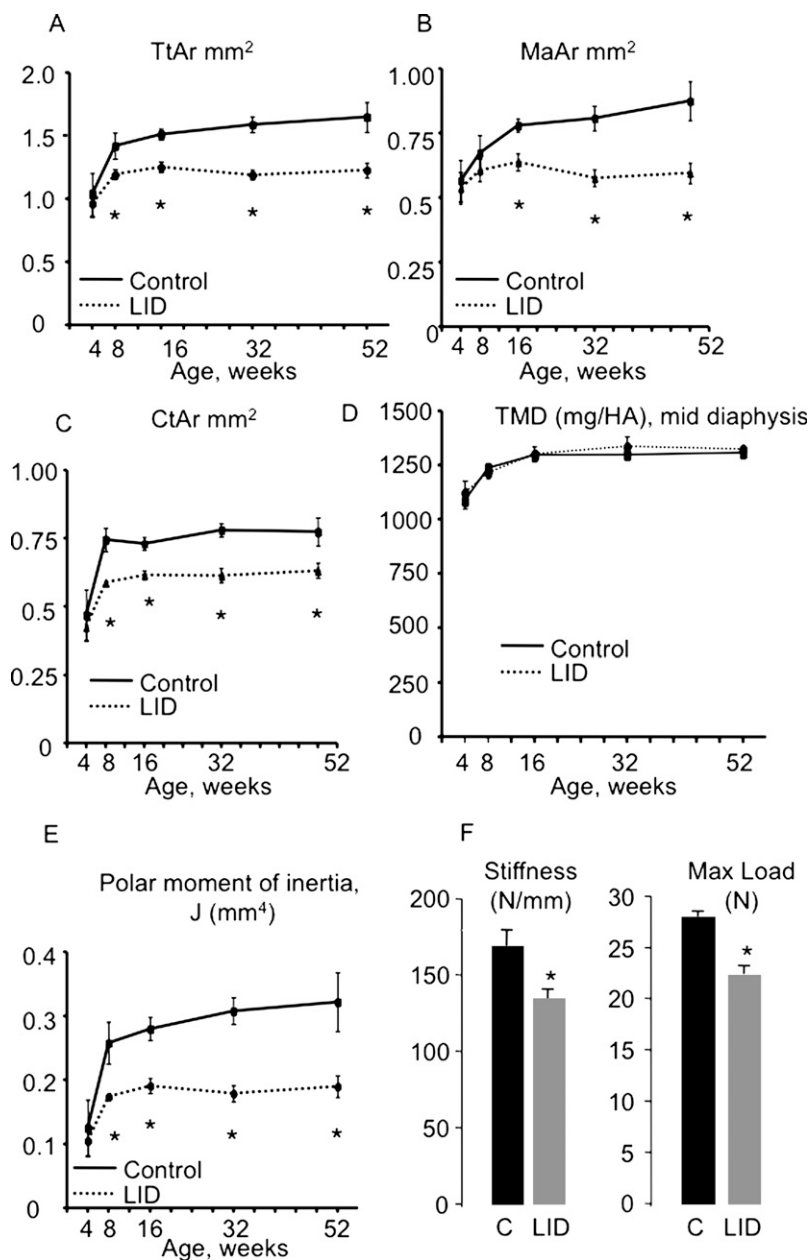 A
TtAr mm²
2.0
1.5
1.0
1.5
0
Control
LID
*
*
*
*
4 8 16 32 52
Age, weeks
B
MaAr mm²
1.00
0.75
0.5
0.25
0
Control
LID
*
*
*
4 8 16 32 52
Age, weeks
C
CtAr mm²
1.00
0.75
0.5
0.25
0
Control
LID
*
*
*
*
4 8 16 32 52
Age, weeks
D
TMD (mg/HA), mid diaphysis
1500
1250
1000
750
500
250
0
Control
LID
4 8 16 32 52
Age, weeks
E
Polar moment of inertia,
J (mm⁴)
0.4
0.3
0.2
0.1
0
Control
LID
*
*
*
*
4 8 16 32 52
Age, weeks
F
Stiffness
(N/mm)
200
150
100
50
0
*
C LID
Max Load
(N)
30
25
20
15
10
5
0
*
C LID